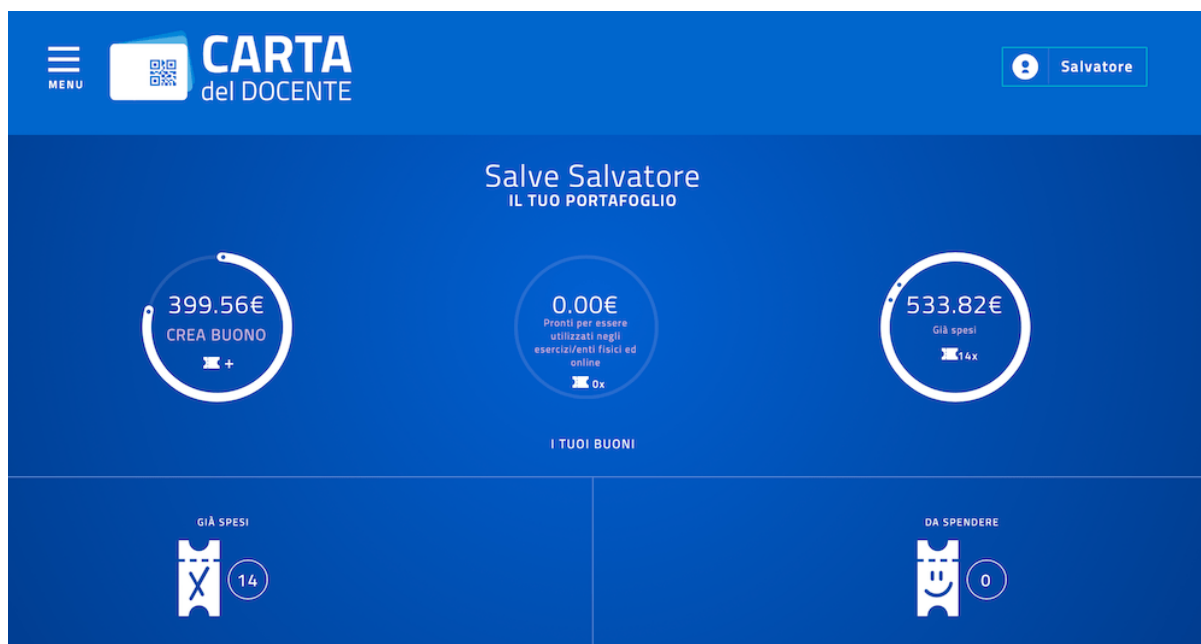 MENU
CARTA
del DOCENTE
Salvatore
Salve Salvatore
IL TUO PORTAFOGLIO
399.56€
CREA BUONO
+
0.00€
Pronti per essere
utilizzati negli
esercizi/enti fisici ed
online
0x
533.82€
Già spesi
14x
I TUOI BUONI
GIÀ SPESI
14
DA SPENDERE
0